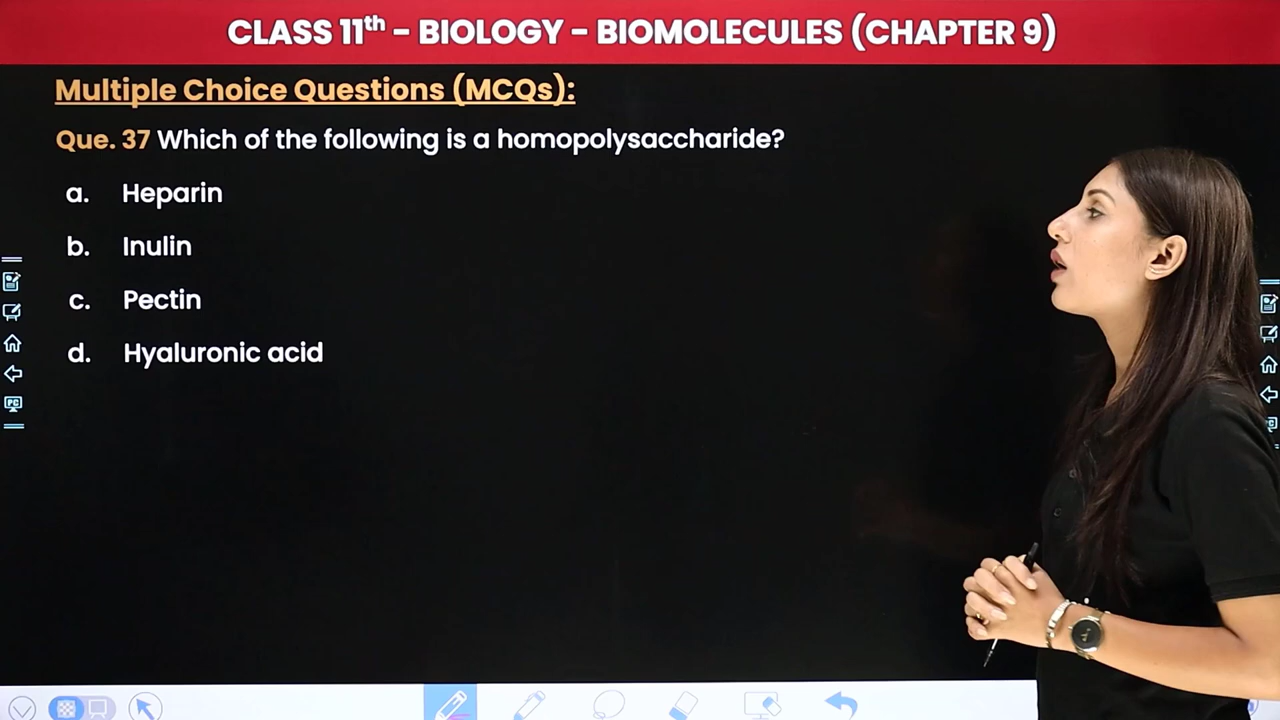 CLASS 11th - BIOLOGY - BIOMOLECULES (CHAPTER 9)
Multiple Choice Questions (MCQs):
Que. 37 Which of the following is a homopolysaccharide?
a. Heparin
b. Inulin
c. Pectin
d. Hyaluronic acid
PC